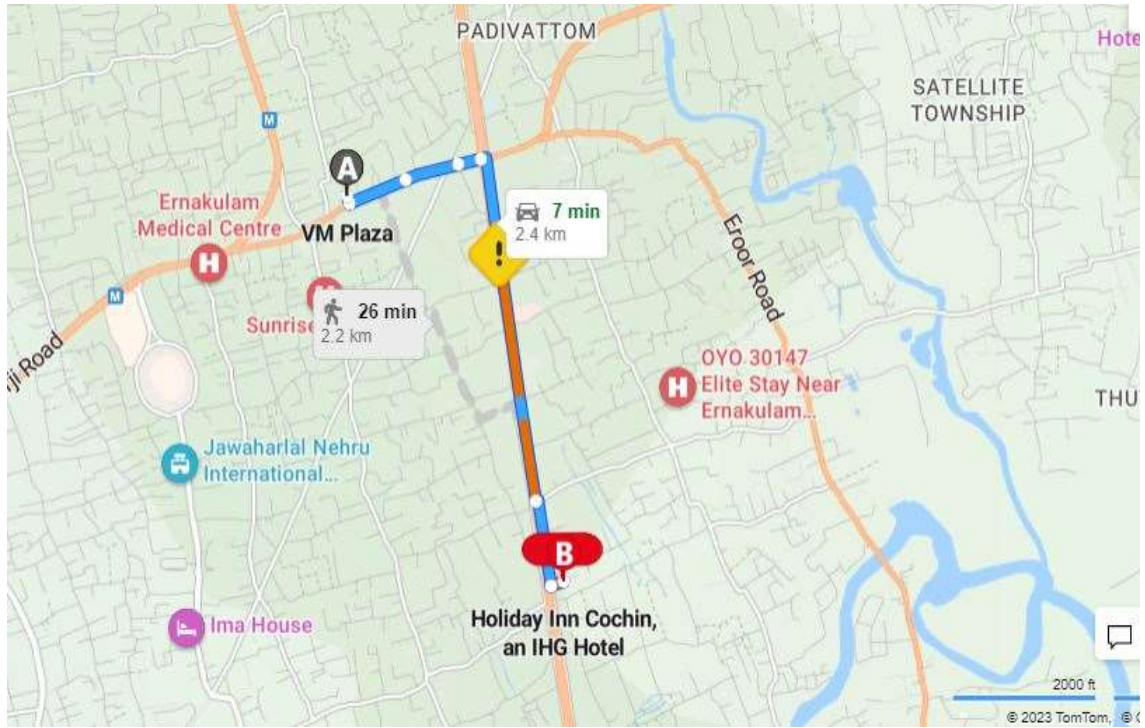 PADIVATTOM
Hote
SATELLITE
TOWNSHIP
M
A
Ernakulam
Medical Centre
H
VM Plaza
7 min
2.4 km
!
Eroor Road
M
Sunrise
26 min
2.2 km
ji Road
H
OYO 30147
Elite Stay Near
Ernakulam...
THU
Jawaharlal Nehru
International...
B
Holiday Inn Cochin,
an IHG Hotel
Ima House
2000 ft
© 2023 TomTom, ©